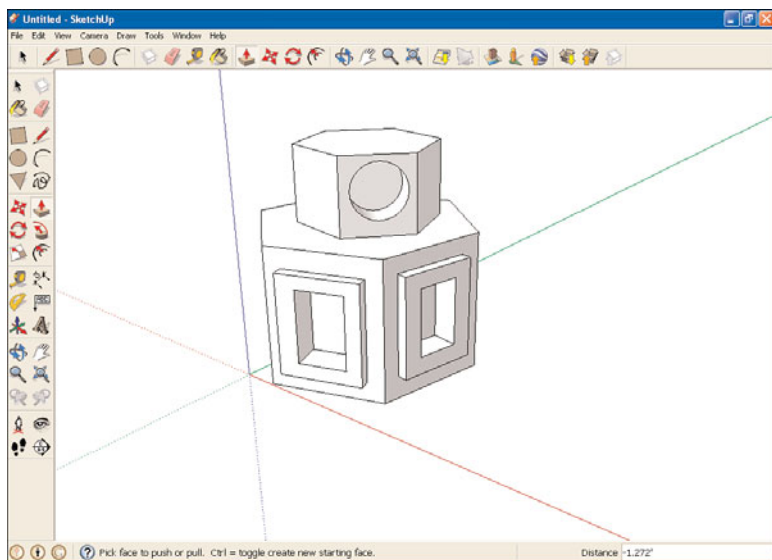 Untitled - SketchUp
File Edit View Camera Draw Tools Window Help
Pick face to push or pull. Ctrl = toggle create new starting face. Distance -1.272'